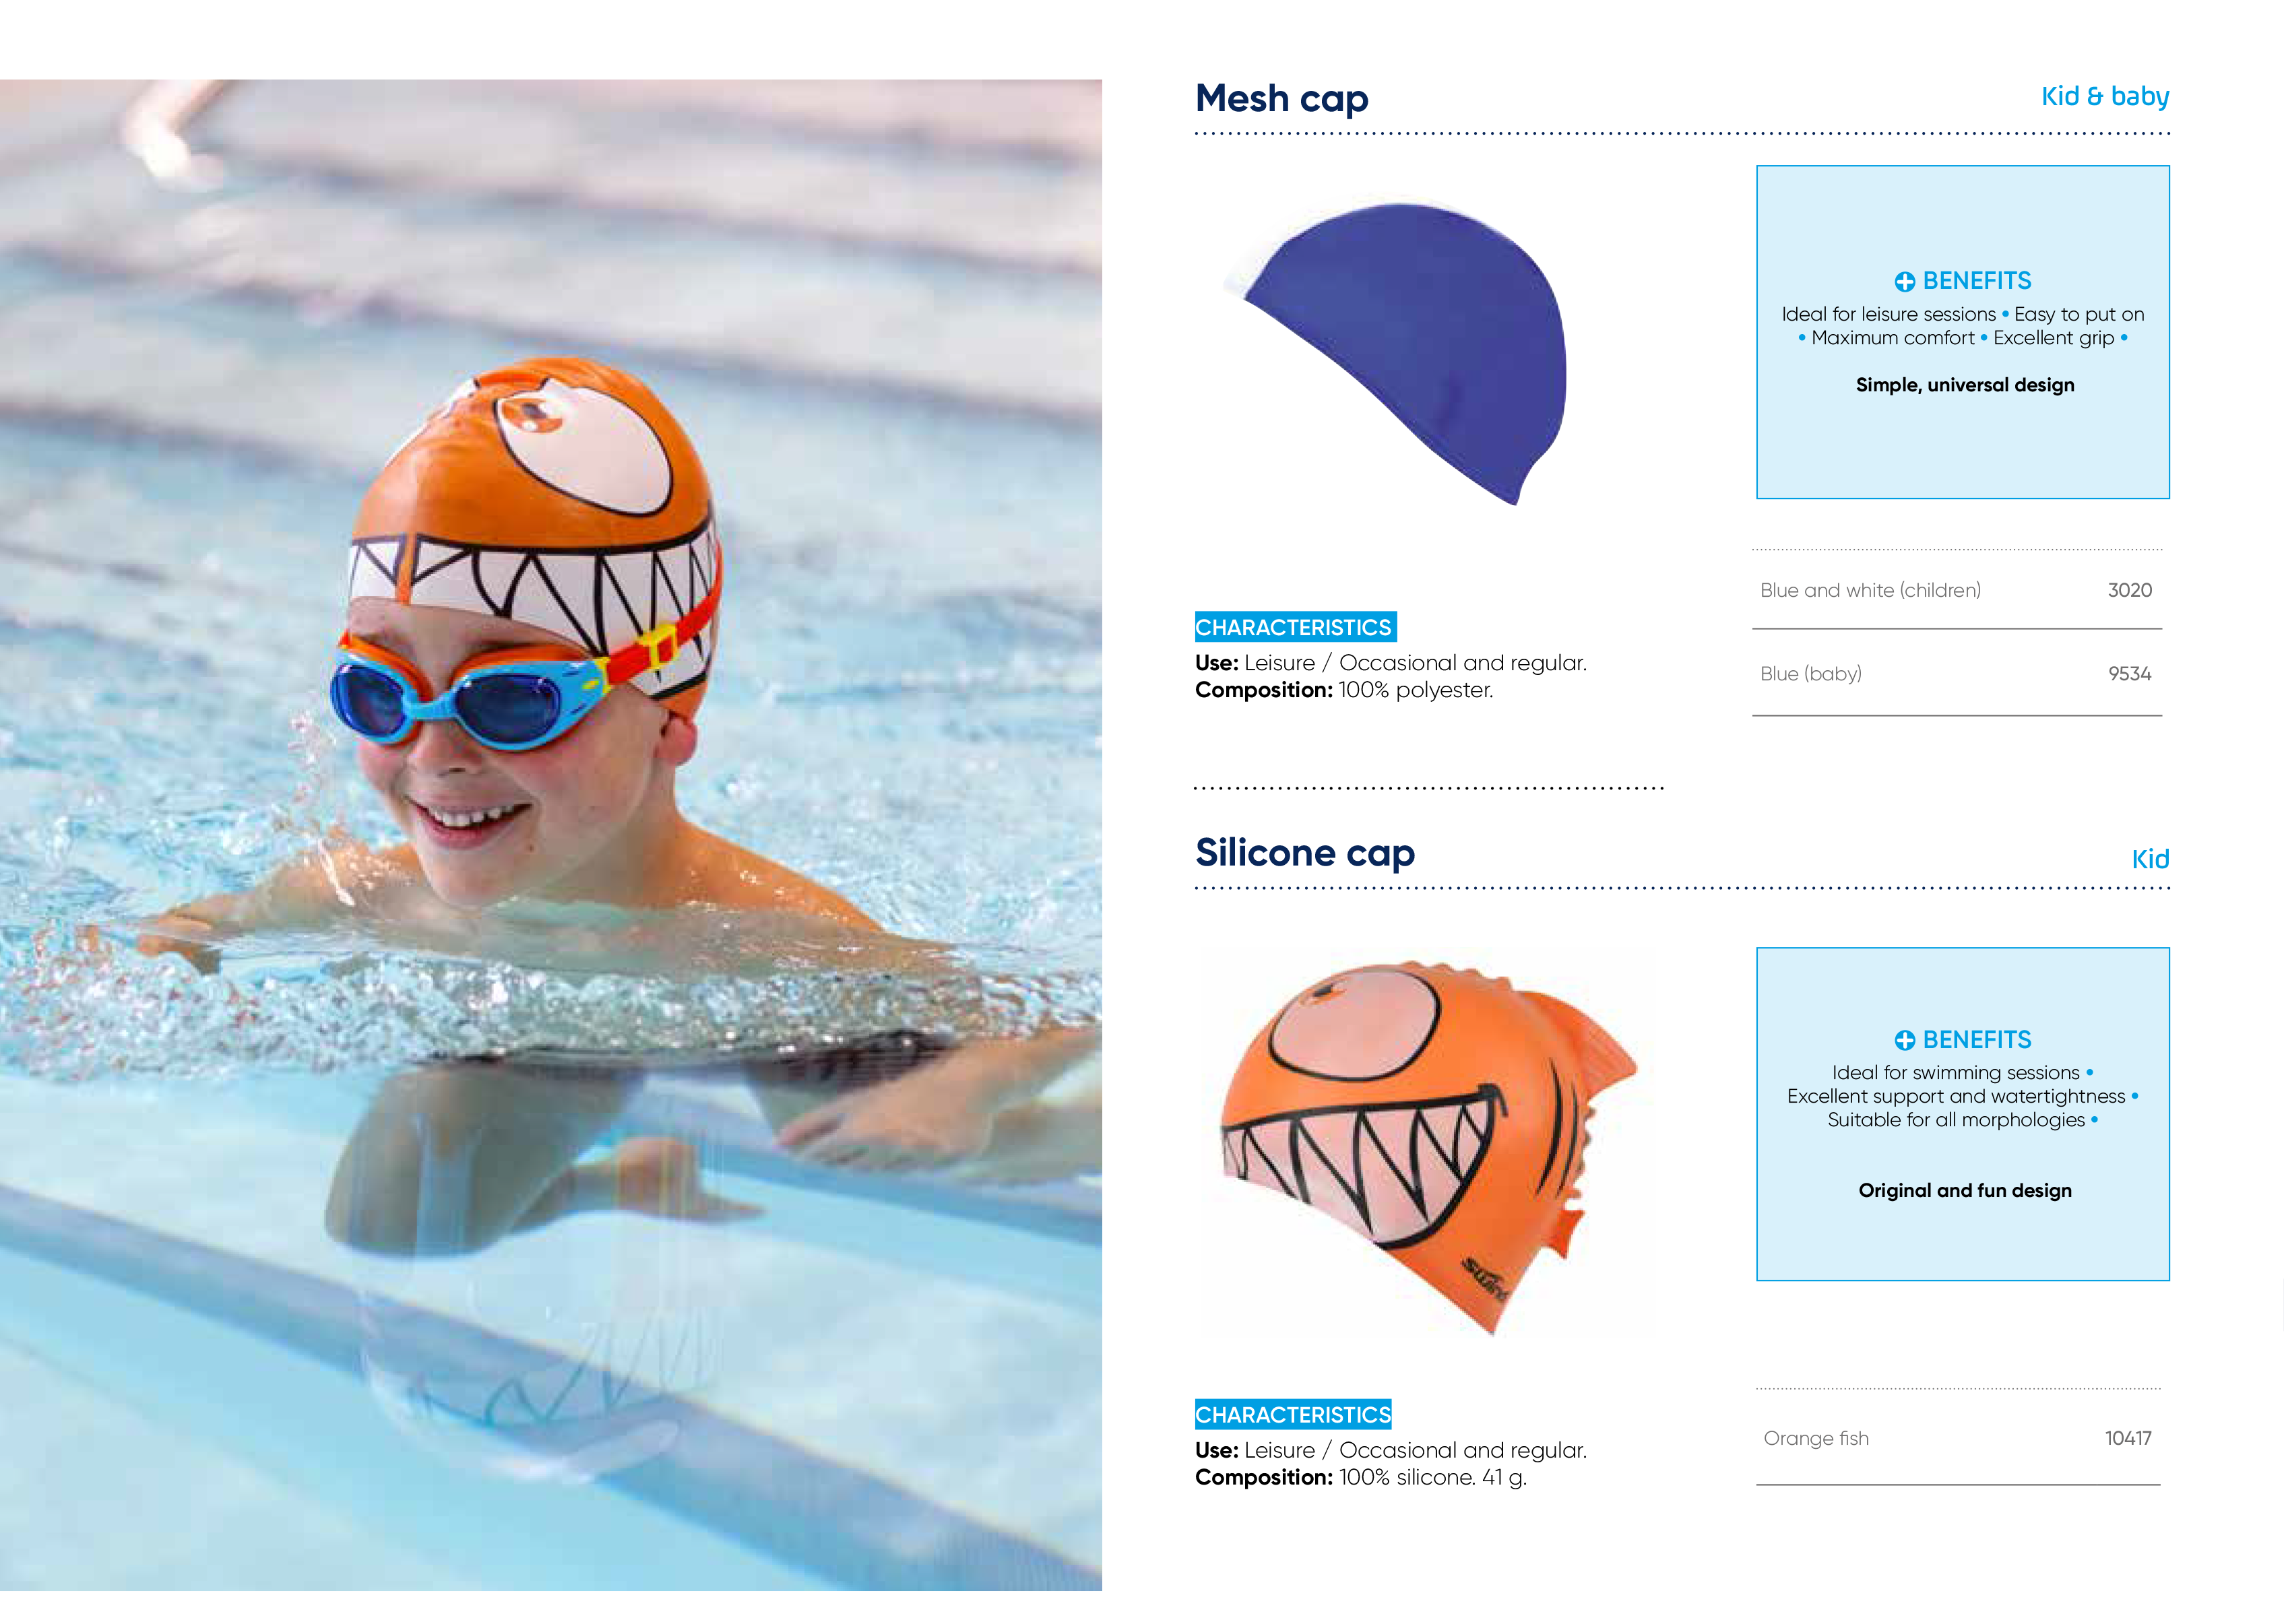 Mesh cap
Kid & baby
BENEFITS
Ideal for leisure sessions • Easy to put on
• Maximum comfort • Excellent grip •
Simple, universal design
Blue and white (children) 3020
Blue (baby) 9534
CHARACTERISTICS
Use: Leisure / Occasional and regular.
Composition: 100% polyester.
Silicone cap
Kid
BENEFITS
Ideal for swimming sessions •
Excellent support and watertightness •
Suitable for all morphologies •
Original and fun design
Orange fish 10417
CHARACTERISTICS
Use: Leisure / Occasional and regular.
Composition: 100% silicone. 41 g.